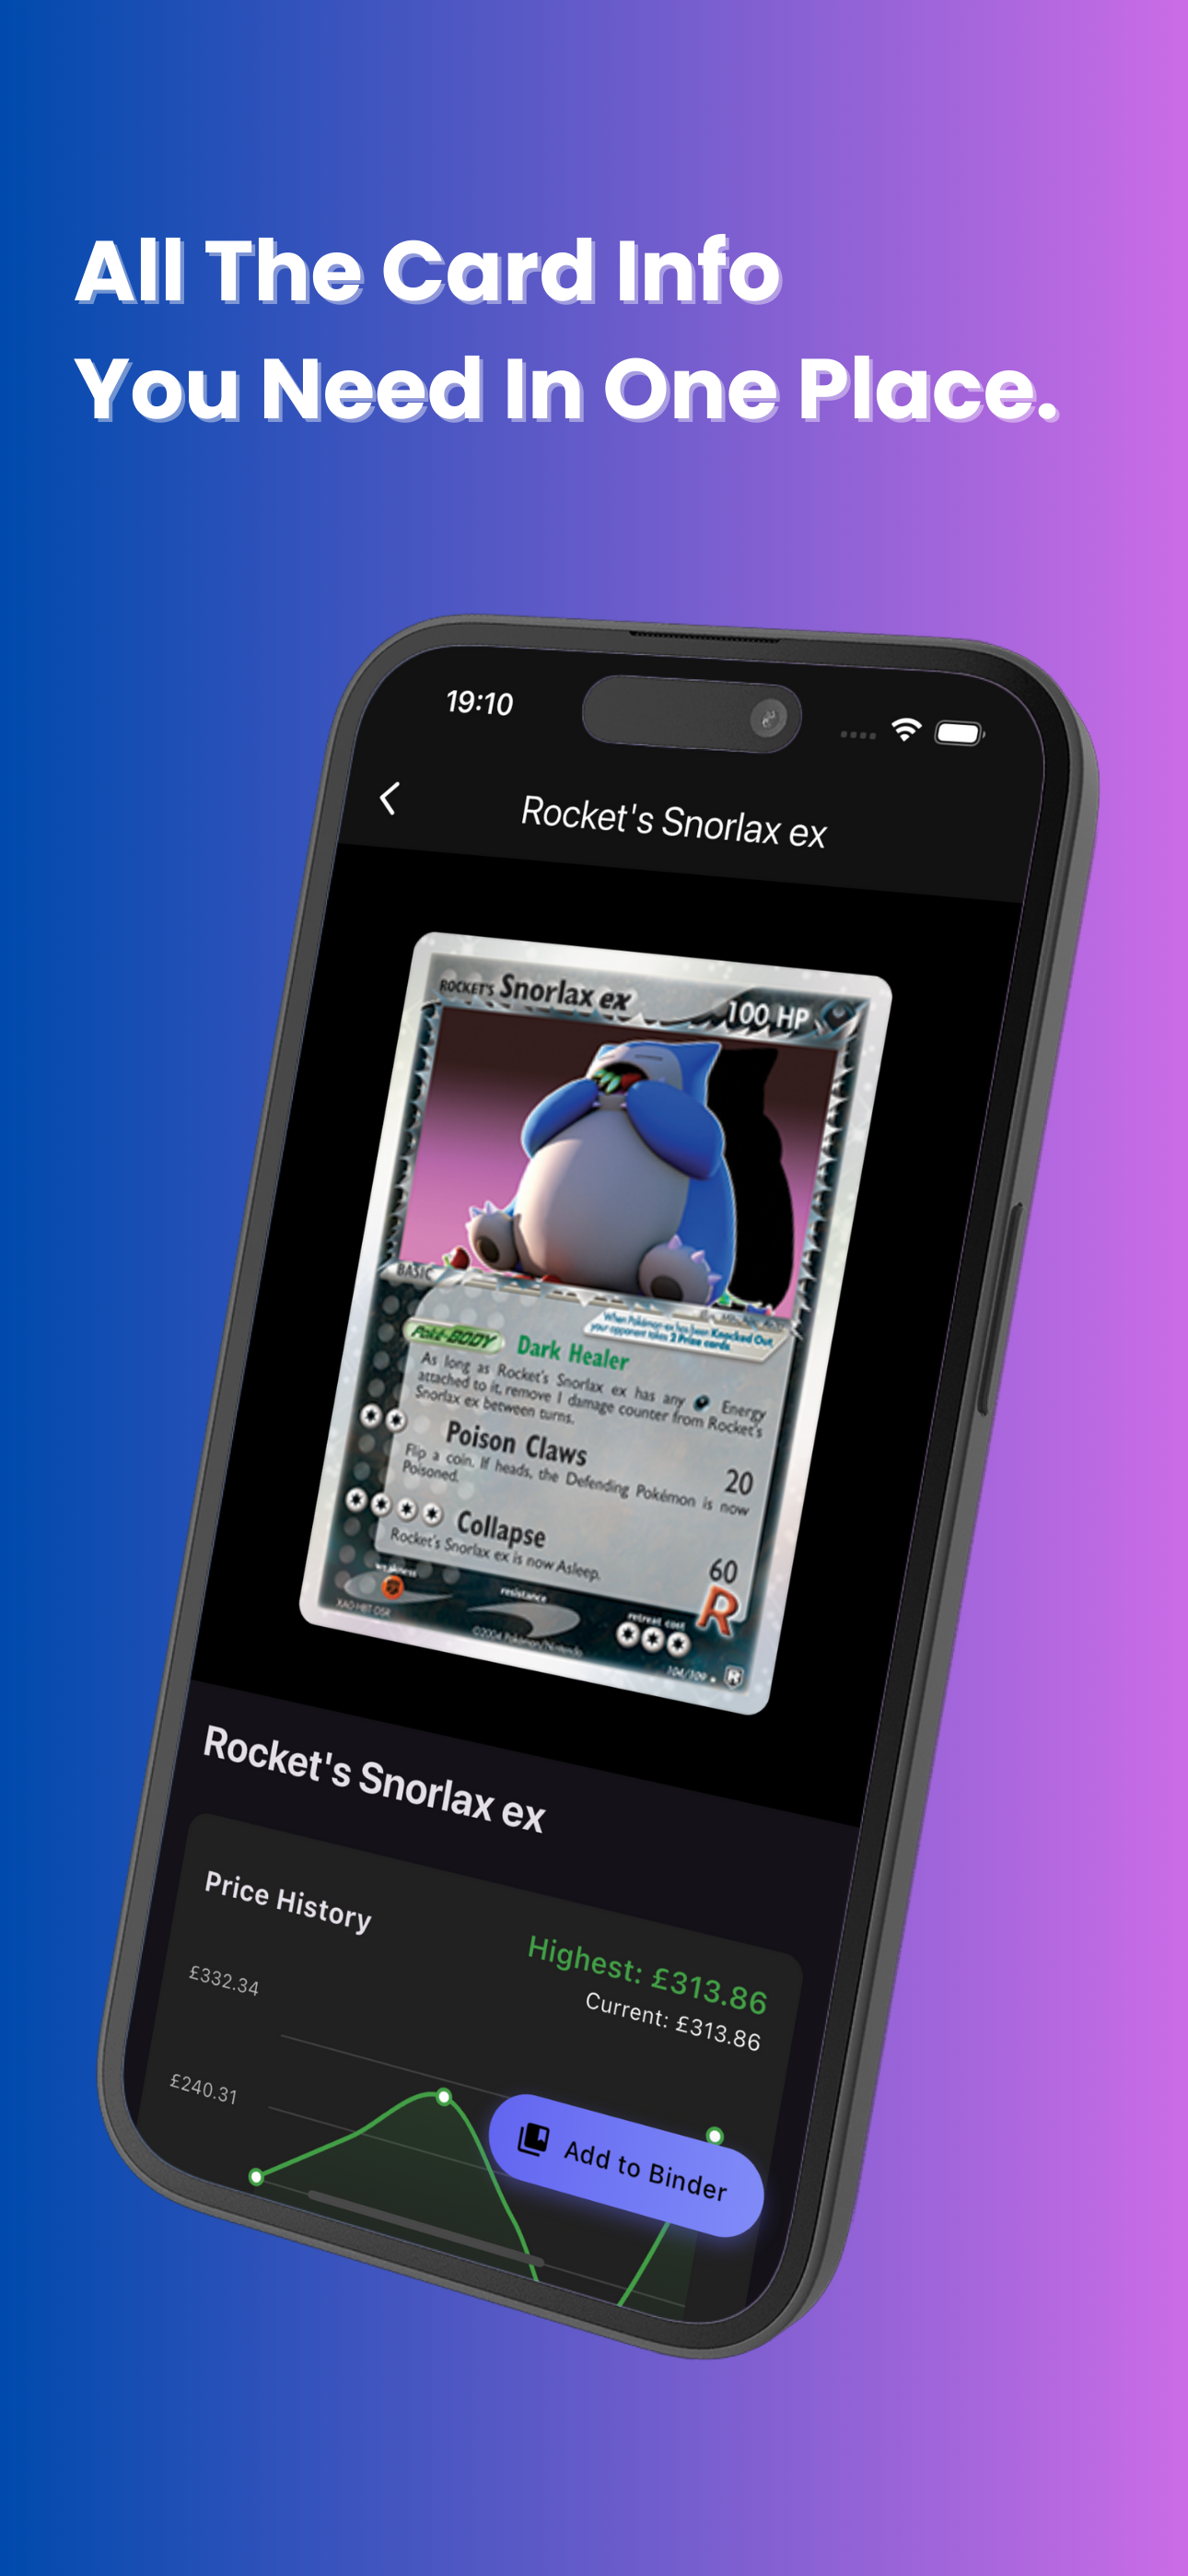 All The Card Info
You Need In One Place.
19:10
Rocket's Snorlax ex
ROCKET'S Snorlax ex 100 HP
BASIC
When Pokémon-ex has been Knocked Out,
your opponent takes 2 Prize cards.
Poké-BODY Dark Healer
As long as Rocket's Snorlax ex has any Energy
attached to it, remove 1 damage counter from Rocket's
Snorlax ex between turns.
Poison Claws 20
Flip a coin. If heads, the Defending Pokémon is now
Poisoned.
Collapse 60
Rocket's Snorlax ex is now Asleep.
R
weakness resistance retreat cost
©2004 Pokémon/Nintendo
104/109
R
Rocket's Snorlax ex
Price History
Highest: £313.86
Current: £313.86
£332.34
£240.31
Add to Binder